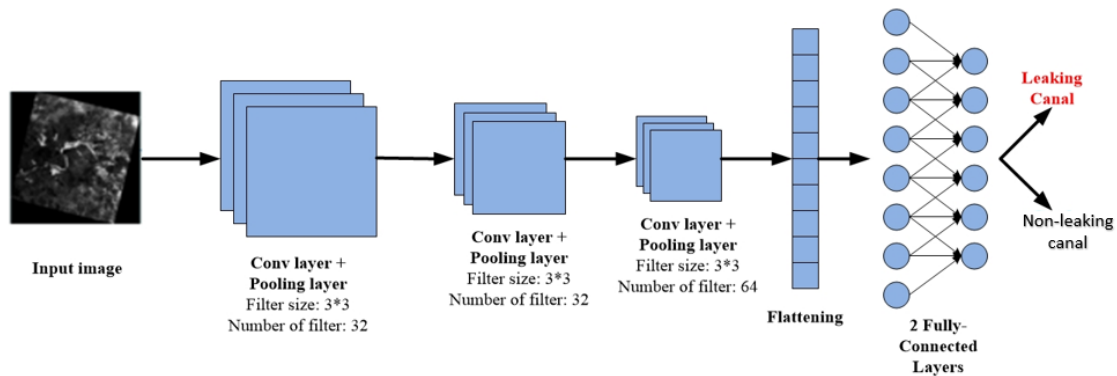 Input image
Conv layer +
Pooling layer
Filter size: 3*3
Number of filter: 32
Conv layer +
Pooling layer
Filter size: 3*3
Number of filter: 32
Conv layer +
Pooling layer
Filter size: 3*3
Number of filter: 64
Flattening
2 Fully-
Connected
Layers
Leaking
Canal
Non-leaking
canal